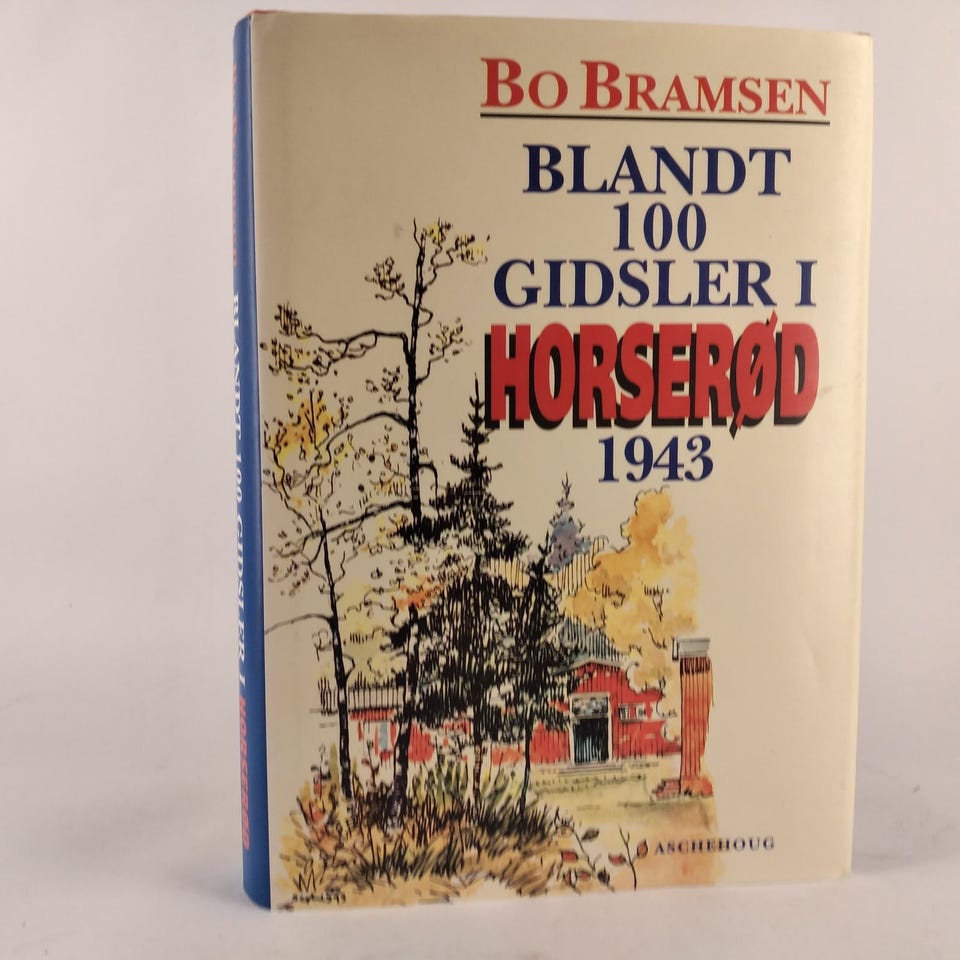 BO BRAMSEN
BLANDT
100
GIDSLER I
HORSERØD
1943
ASCHEHOUG
BLANDT 100 GIDSLER I HORSERØD